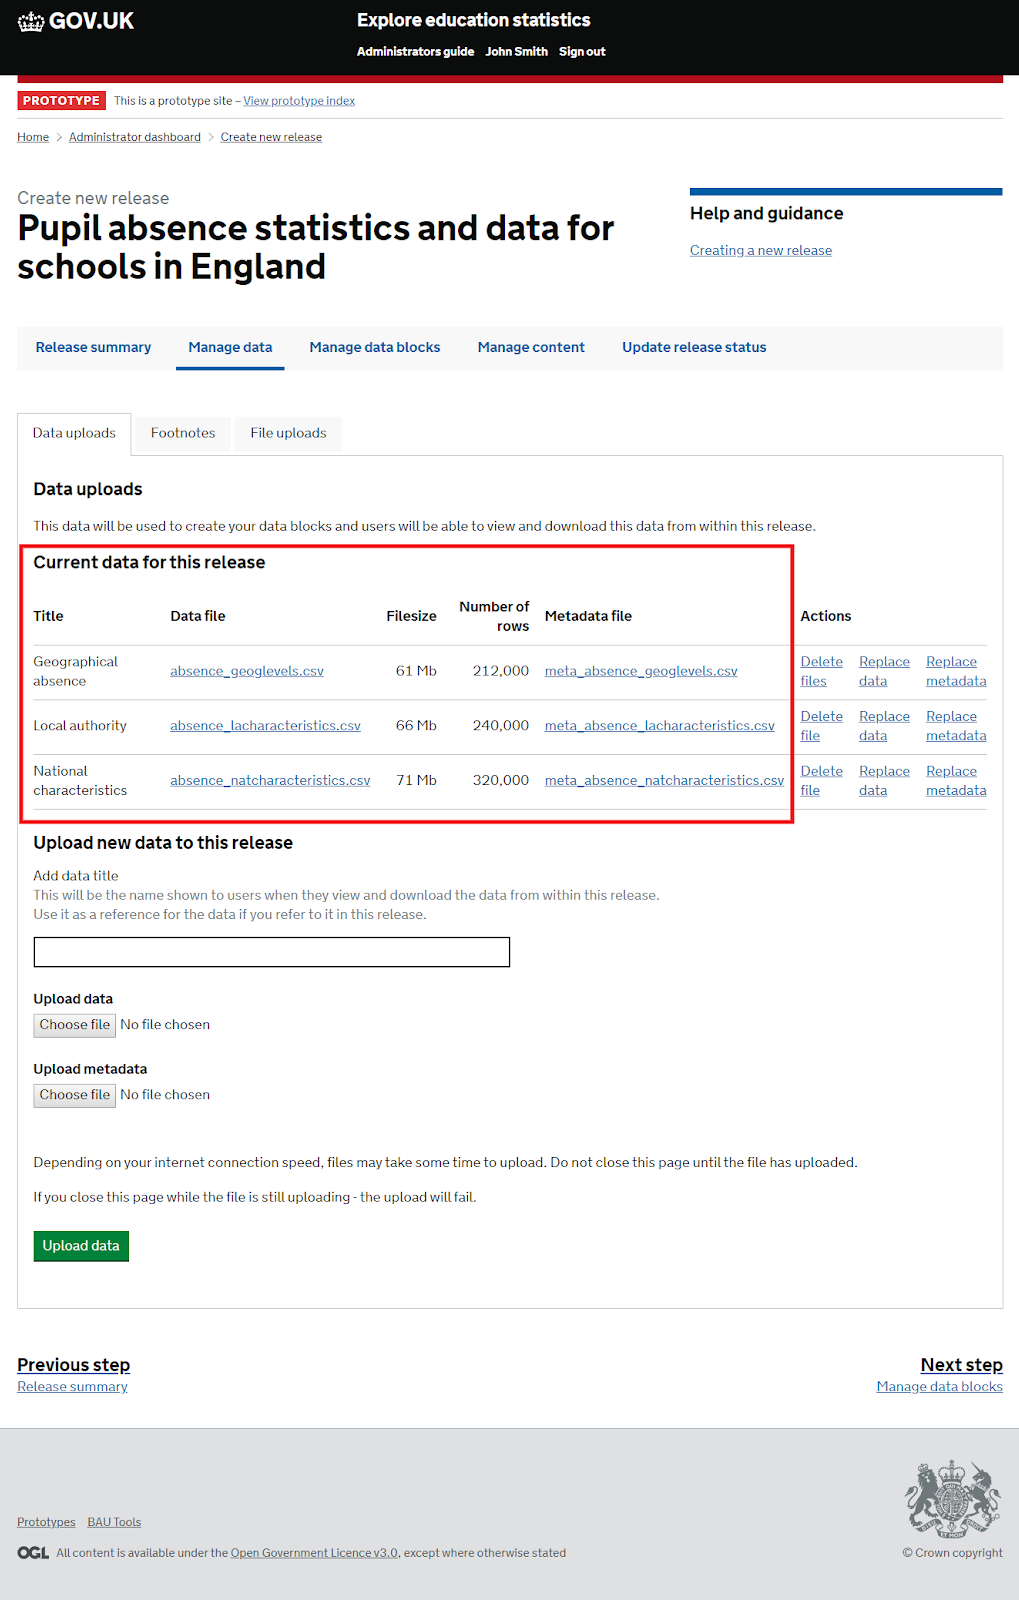 GOV.UK
Explore education statistics
Administrators guide John Smith Sign out
PROTOTYPE This is a prototype site – View prototype index
Home > Administrator dashboard > Create new release
Create new release
Pupil absence statistics and data for
schools in England
Help and guidance
Creating a new release
Release summary Manage data Manage data blocks Manage content Update release status
Data uploads Footnotes File uploads
Data uploads
This data will be used to create your data blocks and users will be able to view and download this data from within this release.
Current data for this release
Title Data file Filesize Number of rows Metadata file Actions
Geographical absence absence_geoglevels.csv 61 Mb 212,000 meta_absence_geoglevels.csv Delete files Replace data Replace metadata
Local authority absence_lacharacteristics.csv 66 Mb 240,000 meta_absence_lacharacteristics.csv Delete file Replace data Replace metadata
National characteristics absence_natcharacteristics.csv 71 Mb 320,000 meta_absence_natcharacteristics.csv Delete file Replace data Replace metadata
Upload new data to this release
Add data title
This will be the name shown to users when they view and download the data from within this release.
Use it as a reference for the data if you refer to it in this release.
Upload data
Choose file No file chosen
Upload metadata
Choose file No file chosen
Depending on your internet connection speed, files may take some time to upload. Do not close this page until the file has uploaded.
If you close this page while the file is still uploading - the upload will fail.
Upload data
Previous step
Release summary
Next step
Manage data blocks
Prototypes BAU Tools
OGL All content is available under the Open Government Licence v3.0, except where otherwise stated
© Crown copyright